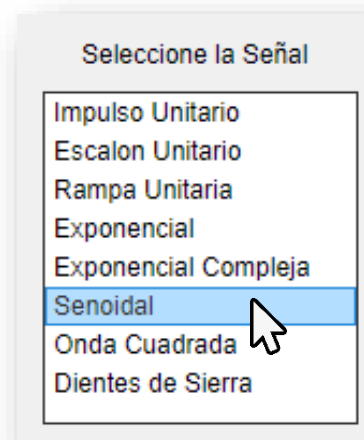 Seleccione la Señal
Impulso Unitario
Escalon Unitario
Rampa Unitaria
Exponencial
Exponencial Compleja
Senoidal
Onda Cuadrada
Dientes de Sierra